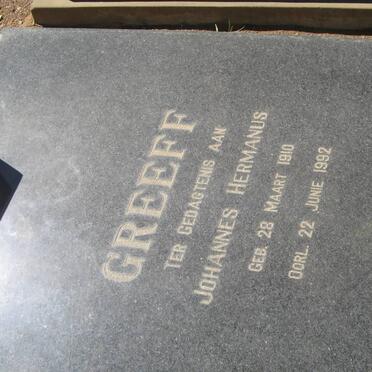 GREEFF
TER GEDAGTENIS AAN
JOHANNES HERMANUS
GEB. 28 MAART 1910
OORL. 22 JUNIE 1992